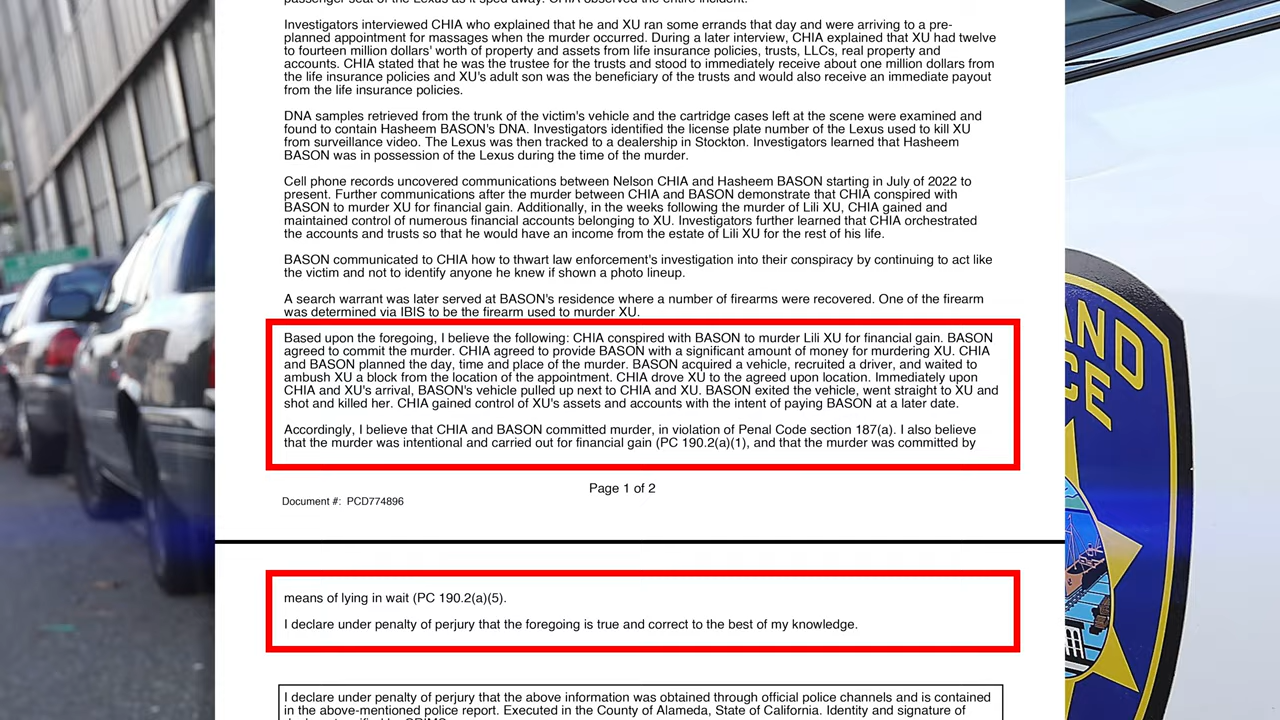 passenger seat of the Lexus as it sped away. CHIA observed the entire incident.
Investigators interviewed CHIA who explained that he and XU ran some errands that day and were arriving to a pre-
planned appointment for massages when the murder occurred. During a later interview, CHIA explained that XU had twelve
to fourteen million dollars' worth of property and assets from life insurance policies, trusts, LLCs, real property and
accounts. CHIA stated that he was the trustee for the trusts and stood to immediately receive about one million dollars from
the life insurance policies and XU's adult son was the beneficiary of the trusts and would also receive an immediate payout
from the life insurance policies.
DNA samples retrieved from the trunk of the victim's vehicle and the cartridge cases left at the scene were examined and
found to contain Hasheem BASON's DNA. Investigators identified the license plate number of the Lexus used to kill XU
from surveillance video. The Lexus was then tracked to a dealership in Stockton. Investigators learned that Hasheem
BASON was in possession of the Lexus during the time of the murder.
Cell phone records uncovered communications between Nelson CHIA and Hasheem BASON starting in July of 2022 to
present. Further communications after the murder between CHIA and BASON demonstrate that CHIA conspired with
BASON to murder XU for financial gain. Additionally, in the weeks following the murder of Lili XU, CHIA gained and
maintained control of numerous financial accounts belonging to XU. Investigators further learned that CHIA orchestrated
the accounts and trusts so that he would have an income from the estate of Lili XU for the rest of his life.
BASON communicated to CHIA how to thwart law enforcement's investigation into their conspiracy by continuing to act like
the victim and not to identify anyone he knew if shown a photo lineup.
A search warrant was later served at BASON's residence where a number of firearms were recovered. One of the firearm
was determined via IBIS to be the firearm used to murder XU.
Based upon the foregoing, I believe the following: CHIA conspired with BASON to murder Lili XU for financial gain. BASON
agreed to commit the murder. CHIA agreed to provide BASON with a significant amount of money for murdering XU. CHIA
and BASON planned the day, time and place of the murder. BASON acquired a vehicle, recruited a driver, and waited to
ambush XU a block from the location of the appointment. CHIA drove XU to the agreed upon location. Immediately upon
CHIA and XU's arrival, BASON's vehicle pulled up next to CHIA and XU. BASON exited the vehicle, went straight to XU and
shot and killed her. CHIA gained control of XU's assets and accounts with the intent of paying BASON at a later date.
Accordingly, I believe that CHIA and BASON committed murder, in violation of Penal Code section 187(a). I also believe
that the murder was intentional and carried out for financial gain (PC 190.2(a)(1), and that the murder was committed by
Page 1 of 2
Document #: PCD774896
means of lying in wait (PC 190.2(a)(5).
I declare under penalty of perjury that the foregoing is true and correct to the best of my knowledge.
I declare under penalty of perjury that the above information was obtained through official police channels and is contained
in the above-mentioned police report. Executed in the County of Alameda, State of California. Identity and signature of